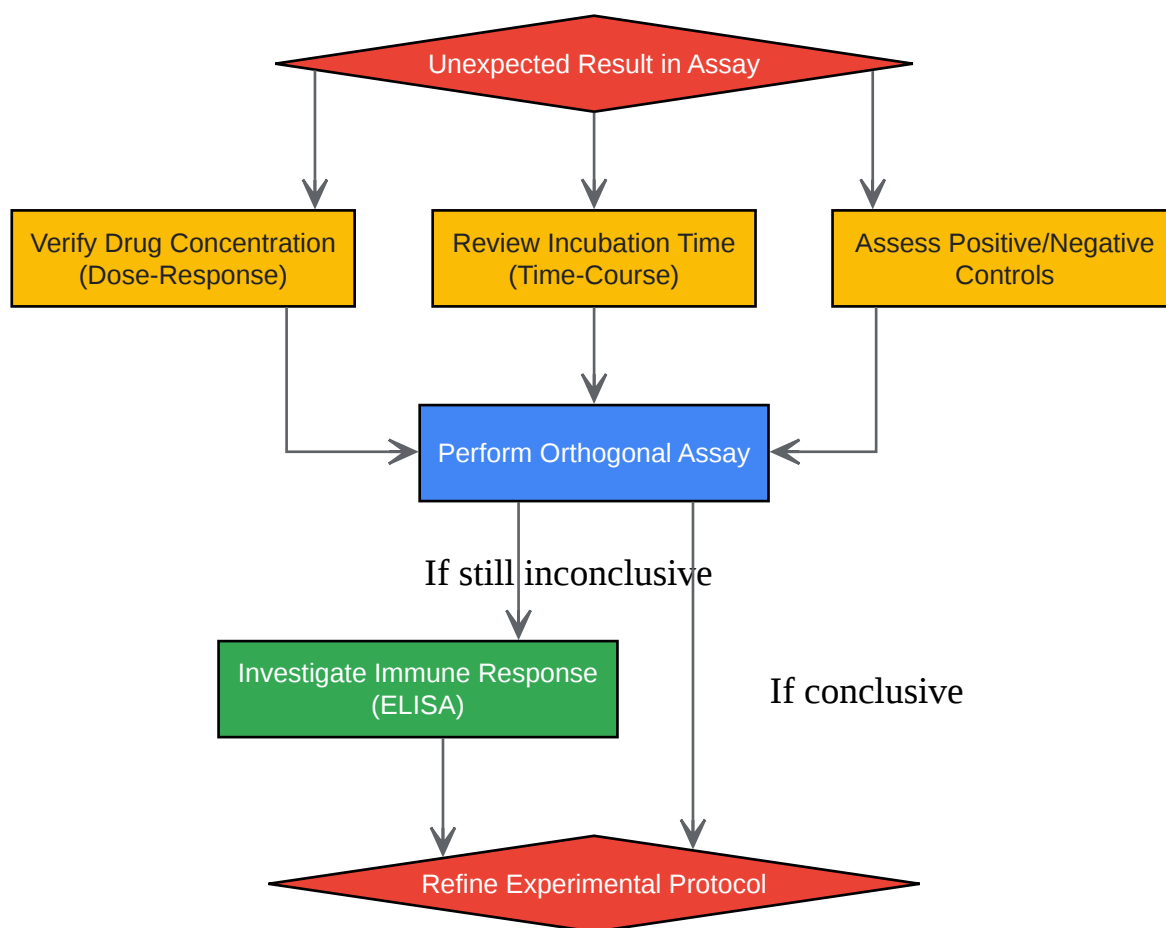 Unexpected Result in Assay
Verify Drug Concentration
(Dose-Response)
Review Incubation Time
(Time-Course)
Assess Positive/Negative
Controls
Perform Orthogonal Assay
If still inconclusive
Investigate Immune Response
(ELISA)
If conclusive
Refine Experimental Protocol